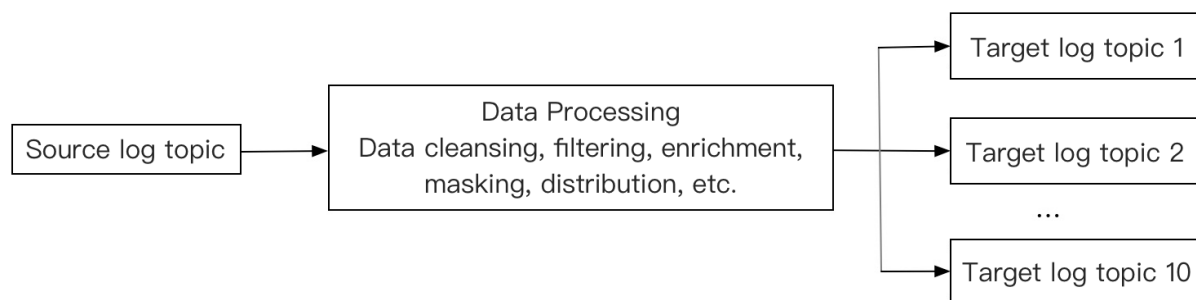 Source log topic
Data Processing
Data cleansing, filtering, enrichment,
masking, distribution, etc.
Target log topic 1
Target log topic 2
...
Target log topic 10